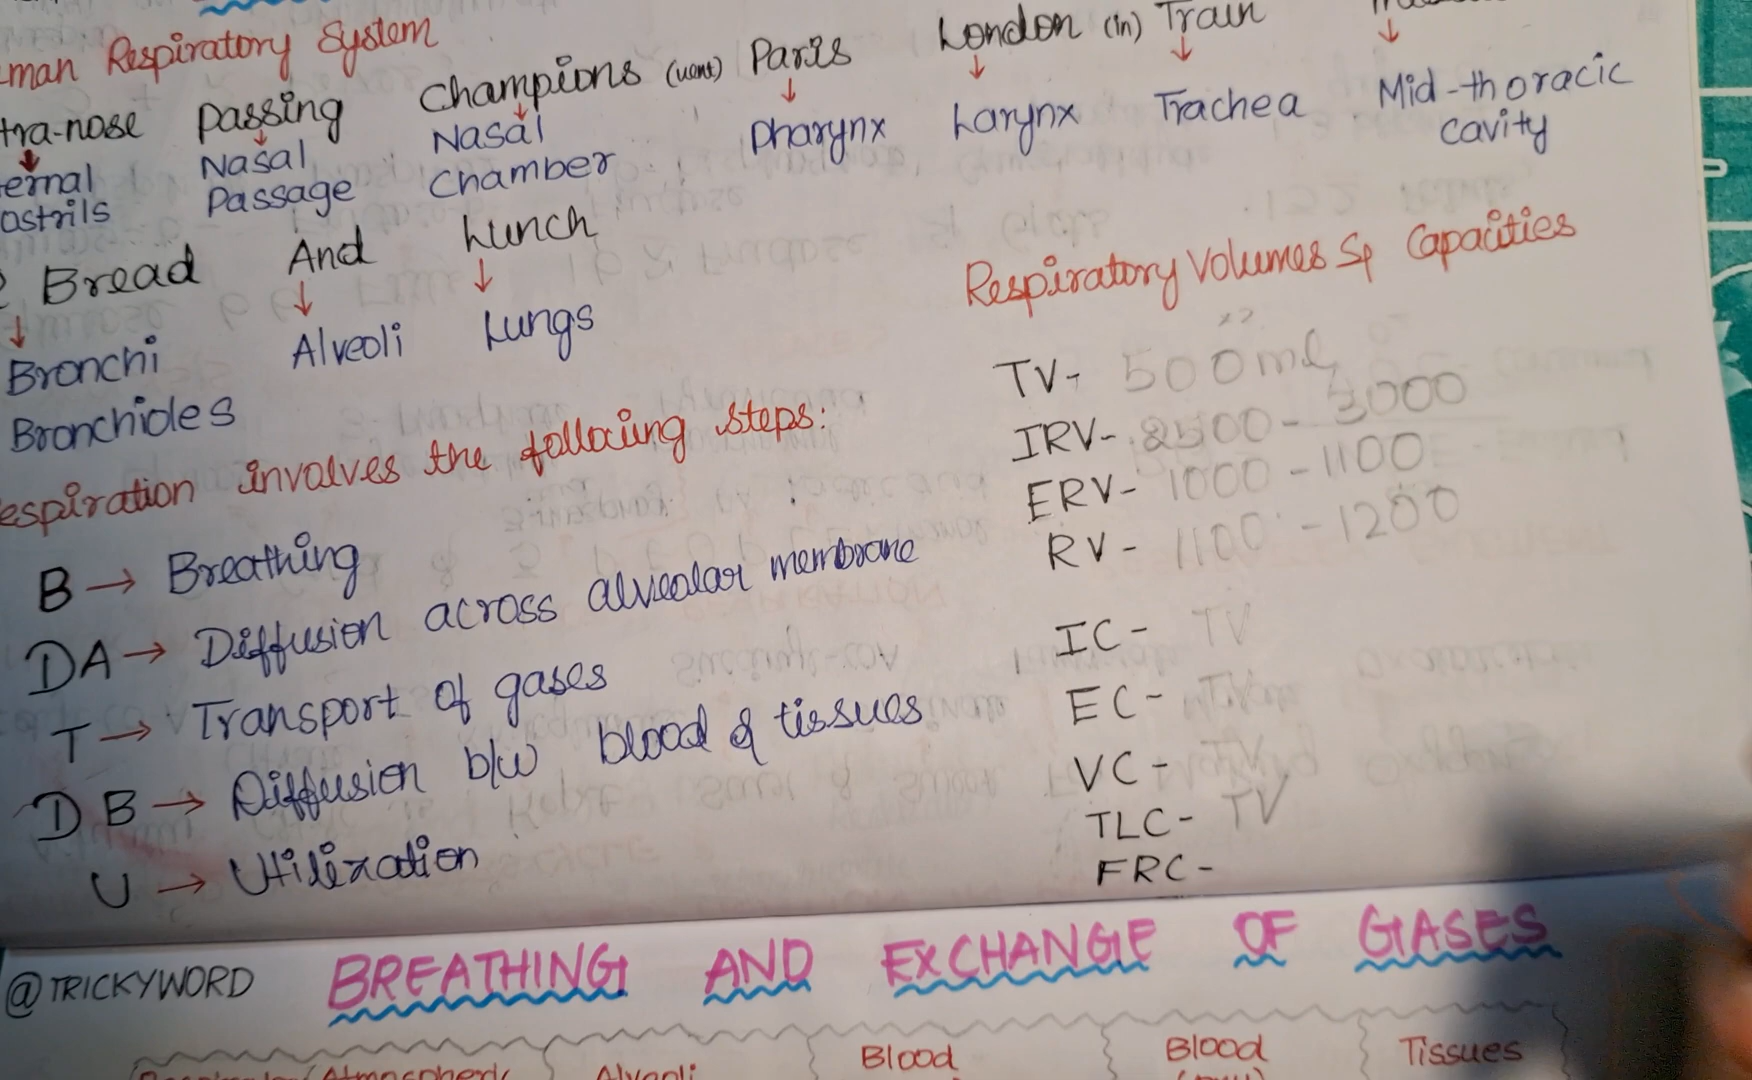 man Respiratory System
tra-nose Passing Champions (went) Paris London (in) Train
ernal
ostrils
Nasal
Passage
Nasal
Chamber
Pharynx
Larynx
Trachea
Mid-thoracic
cavity
Bread And Lunch
Bronchi
Bronchioles
Alveoli
Lungs
espiration involves the following steps:
B → Breathing
DA → Diffusion across alveolar membrane
T → Transport of gases
DB → Diffusion b/w blood & tissues
U → Utilization
Respiratory Volumes Capacities
TV- 500ml
IRV- 2500 - 3000
ERV- 1000 - 1100
RV- 1100 - 1200
IC- TV
EC- TV
VC-
TLC- TV
FRC-
@TRICKYWORD
BREATHING AND EXCHANGE OF GASES
Alveoli
Blood
Blood
Tissues